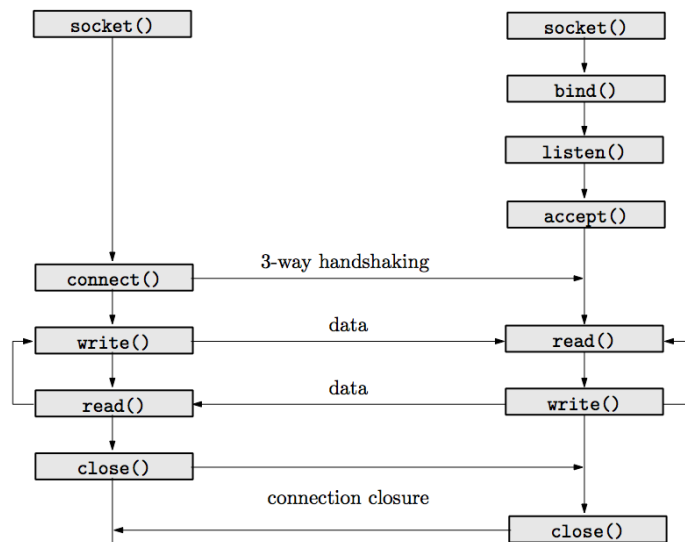 socket()
socket()
bind()
listen()
accept()
3-way handshaking
connect()
data
write()
read()
data
read()
write()
close()
connection closure
close()